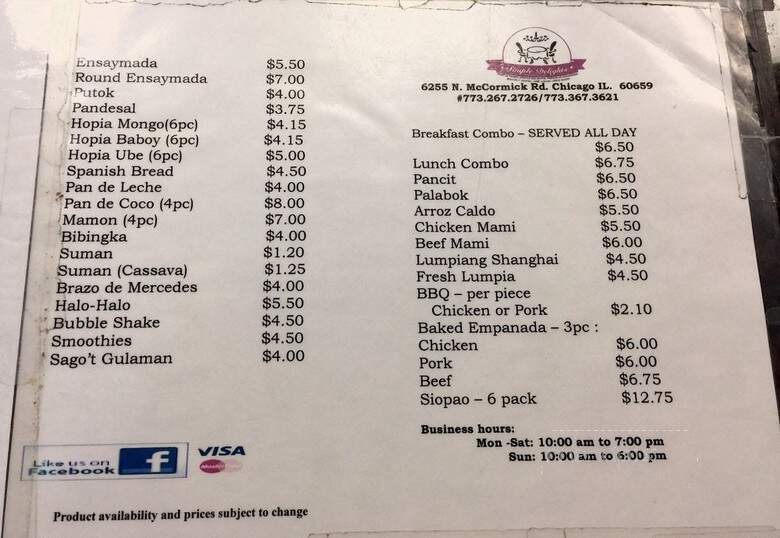 Ensaymada $5.50
Round Ensaymada $7.00
Putok $4.00
Pandesal $3.75
Hopia Mongo(6pc) $4.15
Hopia Baboy (6pc) $4.15
Hopia Ube (6pc) $5.00
Spanish Bread $4.50
Pan de Leche $4.00
Pan de Coco (4pc) $8.00
Mamon (4pc) $7.00
Bibingka $4.00
Suman $1.20
Suman (Cassava) $1.25
Brazo de Mercedes $4.00
Halo-Halo $5.50
Bubble Shake $4.50
Smoothies $4.50
Sago't Gulaman $4.00
Like us on
Facebook
f
VISA
MasterCard
Product availability and prices subject to change
Simple Delights
6255 N. McCormick Rd. Chicago IL. 60659
#773.267.2726/773.367.3621
Breakfast Combo – SERVED ALL DAY
$6.50
Lunch Combo $6.75
Pancit $6.50
Palabok $6.50
Arroz Caldo $5.50
Chicken Mami $5.50
Beef Mami $6.00
Lumpiang Shanghai $4.50
Fresh Lumpia $4.50
BBQ – per piece
Chicken or Pork $2.10
Baked Empanada – 3pc :
Chicken $6.00
Pork $6.00
Beef $6.75
Siopao – 6 pack $12.75
Business hours:
Mon -Sat: 10:00 am to 7:00 pm
Sun: 10:00 am to 6:00 pm